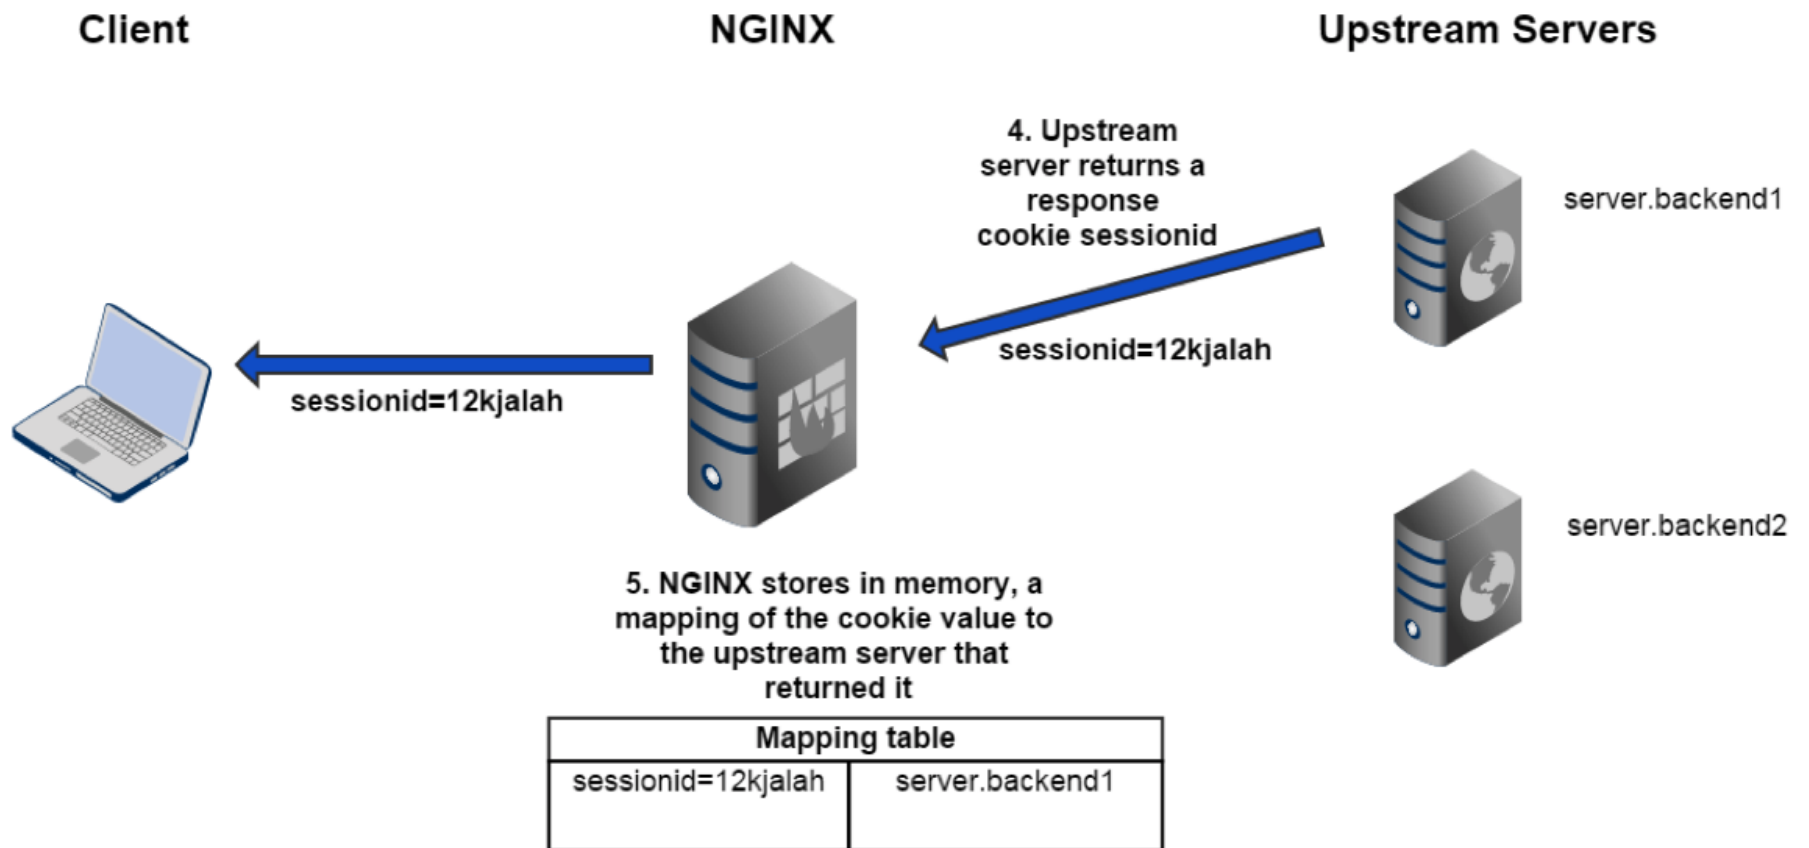 Client
NGINX
Upstream Servers
4. Upstream
server returns a
response
cookie sessionid
server.backend1
sessionid=12kjalah
sessionid=12kjalah
server.backend2
5. NGINX stores in memory, a
mapping of the cookie value to
the upstream server that
returned it
Mapping table
sessionid=12kjalah
server.backend1